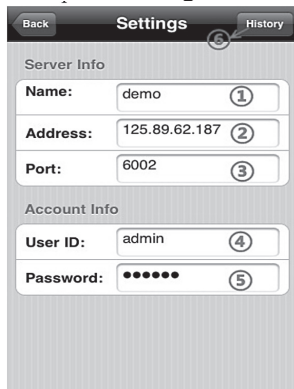 Back Settings History
⑥
Server Info
Name: demo ①
Address: 125.89.62.187 ②
Port: 6002 ③
Account Info
User ID: admin ④
Password: ●●●●●● ⑤